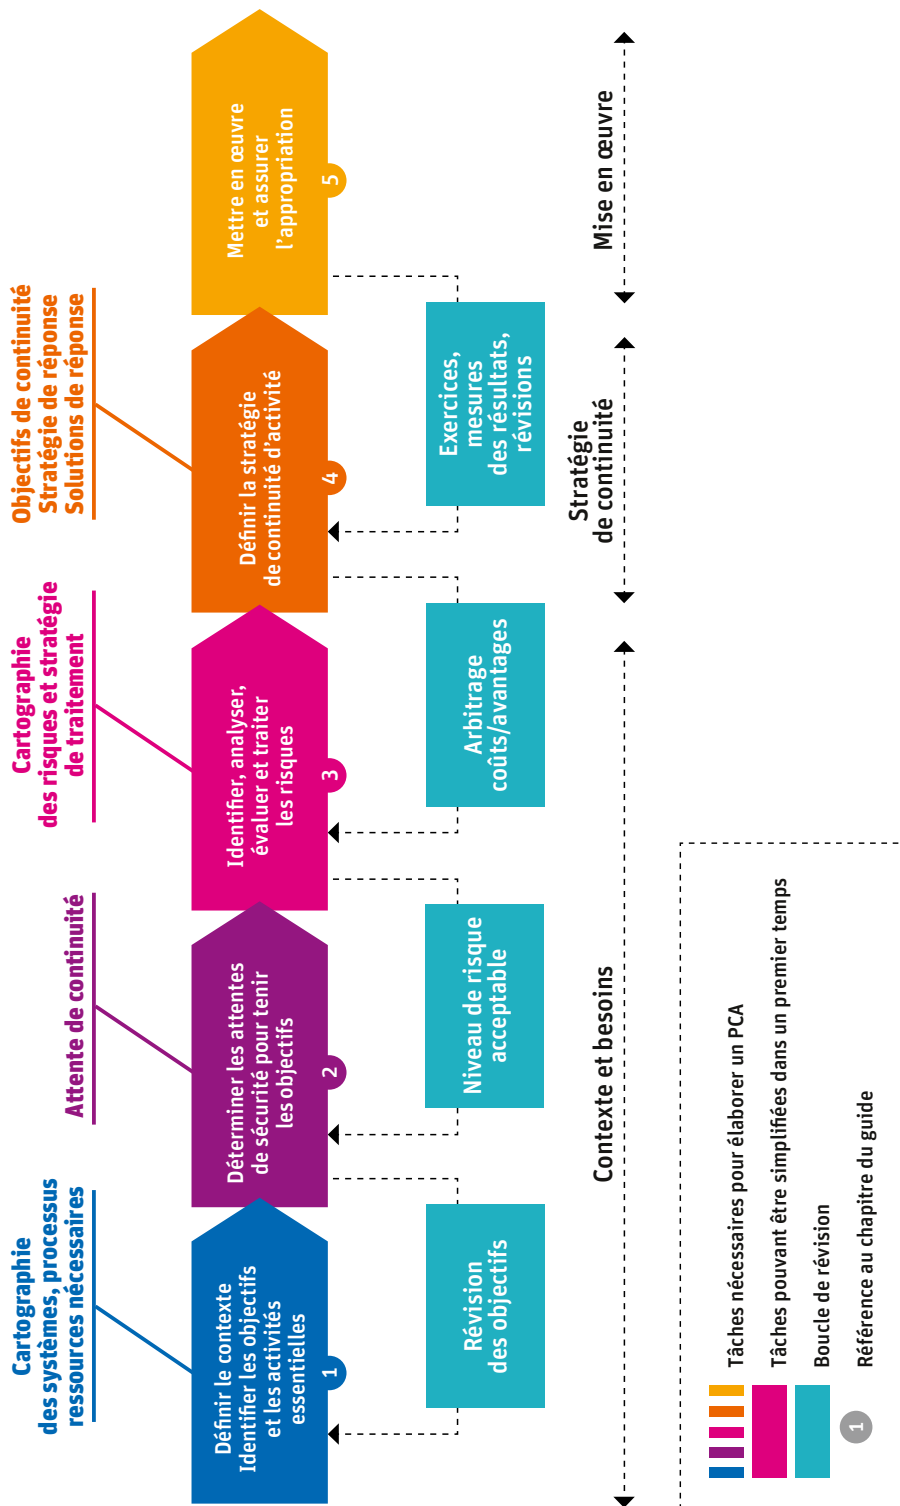 Cartographie
des systèmes, processus
ressources nécessaires
Attente de continuité
Cartographie
des risques et stratégie
de traitement
Objectifs de continuité
Stratégie de réponse
Solutions de réponse
Définir le contexte
Identifier les objectifs
et les activités
essentielles
1
Déterminer les attentes
de sécurité pour tenir
les objectifs
2
Identifier, analyser,
évaluer et traiter
les risques
3
Définir la stratégie
de continuité d'activité
4
Mettre en œuvre
et assurer
l'appropriation
5
Révision
des objectifs
Niveau de risque
acceptable
Arbitrage
coûts/avantages
Exercices,
mesures
des résultats,
révisions
Contexte et besoins
Stratégie
de continuité
Mise en œuvre
Tâches nécessaires pour élaborer un PCA
Tâches pouvant être simplifiées dans un premier temps
Boucle de révision
1 Référence au chapitre du guide